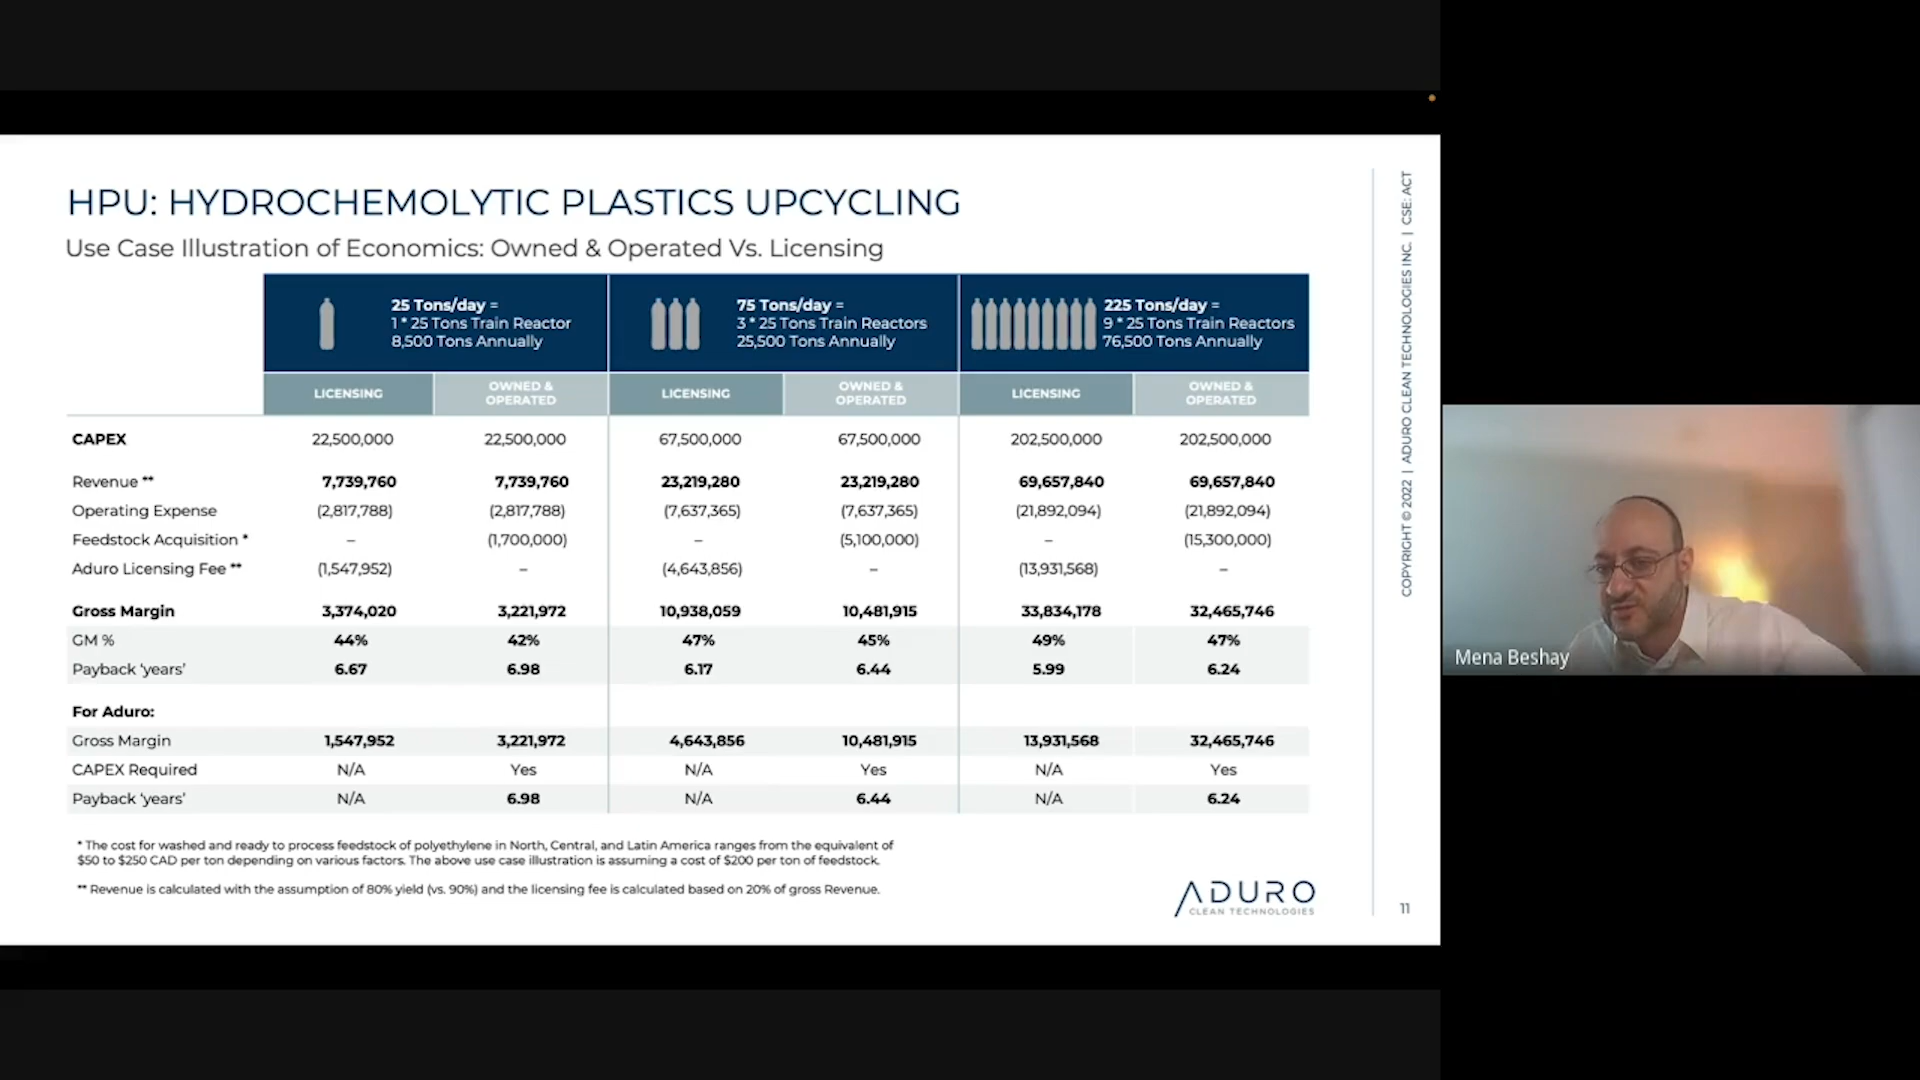 HPU: HYDROCHEMOLYTIC PLASTICS UPCYCLING
Use Case Illustration of Economics: Owned & Operated Vs. Licensing
25 Tons/day =
1 * 25 Tons Train Reactor
8,500 Tons Annually
75 Tons/day =
3 * 25 Tons Train Reactors
25,500 Tons Annually
225 Tons/day =
9 * 25 Tons Train Reactors
76,500 Tons Annually
LICENSING OWNED & OPERATED LICENSING OWNED & OPERATED LICENSING OWNED & OPERATED
CAPEX 22,500,000 22,500,000 67,500,000 67,500,000 202,500,000 202,500,000
Revenue ** 7,739,760 7,739,760 23,219,280 23,219,280 69,657,840 69,657,840
Operating Expense (2,817,788) (2,817,788) (7,637,365) (7,637,365) (21,892,094) (21,892,094)
Feedstock Acquisition * – (1,700,000) – (5,100,000) – (15,300,000)
Aduro Licensing Fee ** (1,547,952) – (4,643,856) – (13,931,568) –
Gross Margin 3,374,020 3,221,972 10,938,059 10,481,915 33,834,178 32,465,746
GM % 44% 42% 47% 45% 49% 47%
Payback ‘years’ 6.67 6.98 6.17 6.44 5.99 6.24
For Aduro:
Gross Margin 1,547,952 3,221,972 4,643,856 10,481,915 13,931,568 32,465,746
CAPEX Required N/A Yes N/A Yes N/A Yes
Payback ‘years’ N/A 6.98 N/A 6.44 N/A 6.24
* The cost for washed and ready to process feedstock of polyethylene in North, Central, and Latin America ranges from the equivalent of
$50 to $250 CAD per ton depending on various factors. The above use case illustration is assuming a cost of $200 per ton of feedstock.
** Revenue is calculated with the assumption of 80% yield (vs. 90%) and the licensing fee is calculated based on 20% of gross Revenue.
ADURO
CLEAN TECHNOLOGIES
11
COPYRIGHT © 2022 | ADURO CLEAN TECHNOLOGIES INC. | CSE: ACT
Mena Beshay